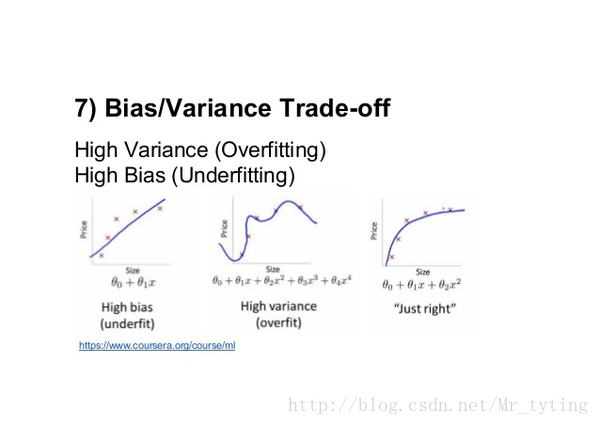 7) Bias/Variance Trade-off
High Variance (Overfitting)
High Bias (Underfitting)
Price
Size
θ₀ + θ₁x
High bias
(underfit)
Price
Size
θ₀ + θ₁x + θ₂x² + θ₃x³ + θ₄x⁴
High variance
(overfit)
Price
Size
θ₀ + θ₁x + θ₂x²
“Just right”
https://www.coursera.org/course/ml
http://blog.csdn.net/Mr_tyting